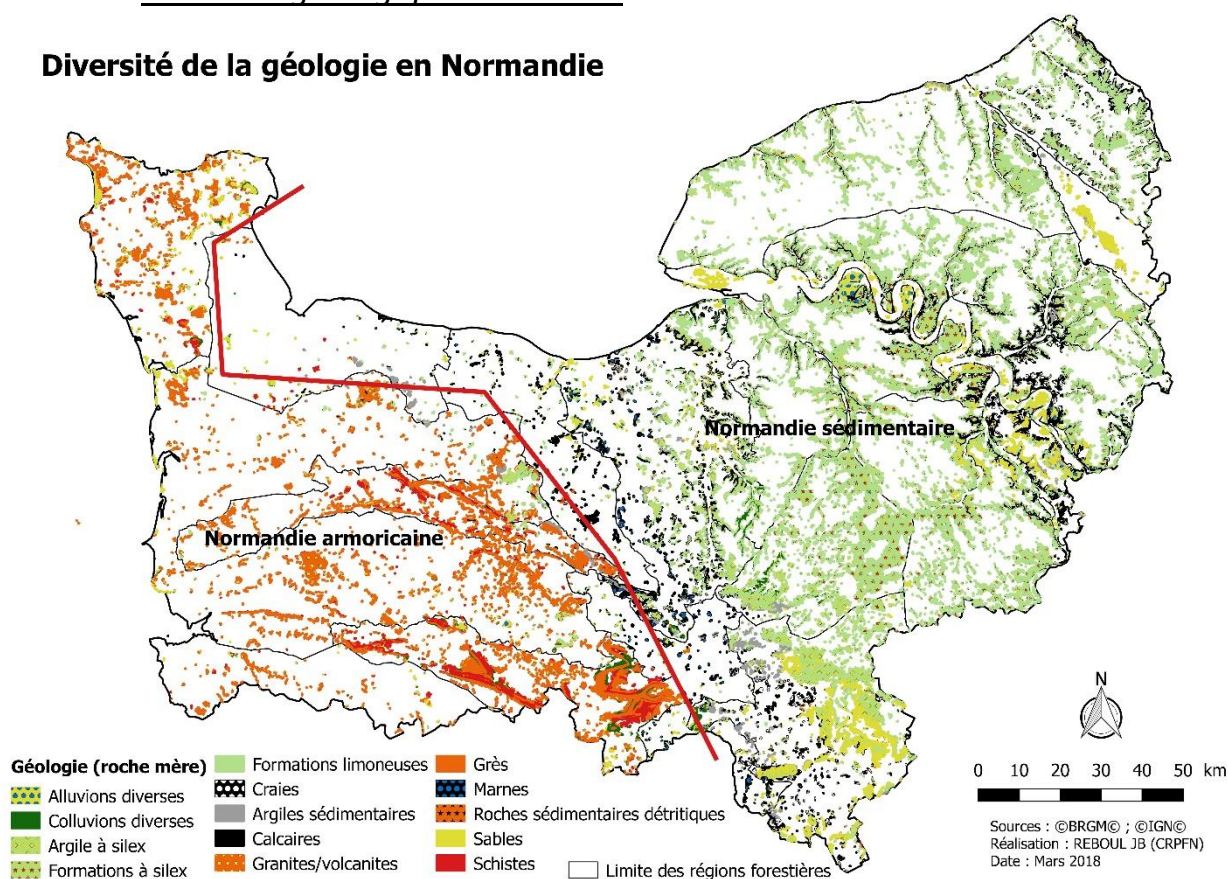 Diversité de la géologie en Normandie
Normandie sédimentaire
Normandie armoricaine
N
0 10 20 30 40 50 km
Géologie (roche mère)
Alluvions diverses
Colluvions diverses
Argile à silex
Formations à silex
Formations limoneuses
Craies
Argiles sédimentaires
Calcaires
Granites/volcanites
Grès
Marnes
Roches sédimentaires détritiques
Sables
Schistes
Limite des régions forestières
Sources : ©BRGM© ; ©IGN©
Réalisation : REBOUL JB (CRPFN)
Date : Mars 2018